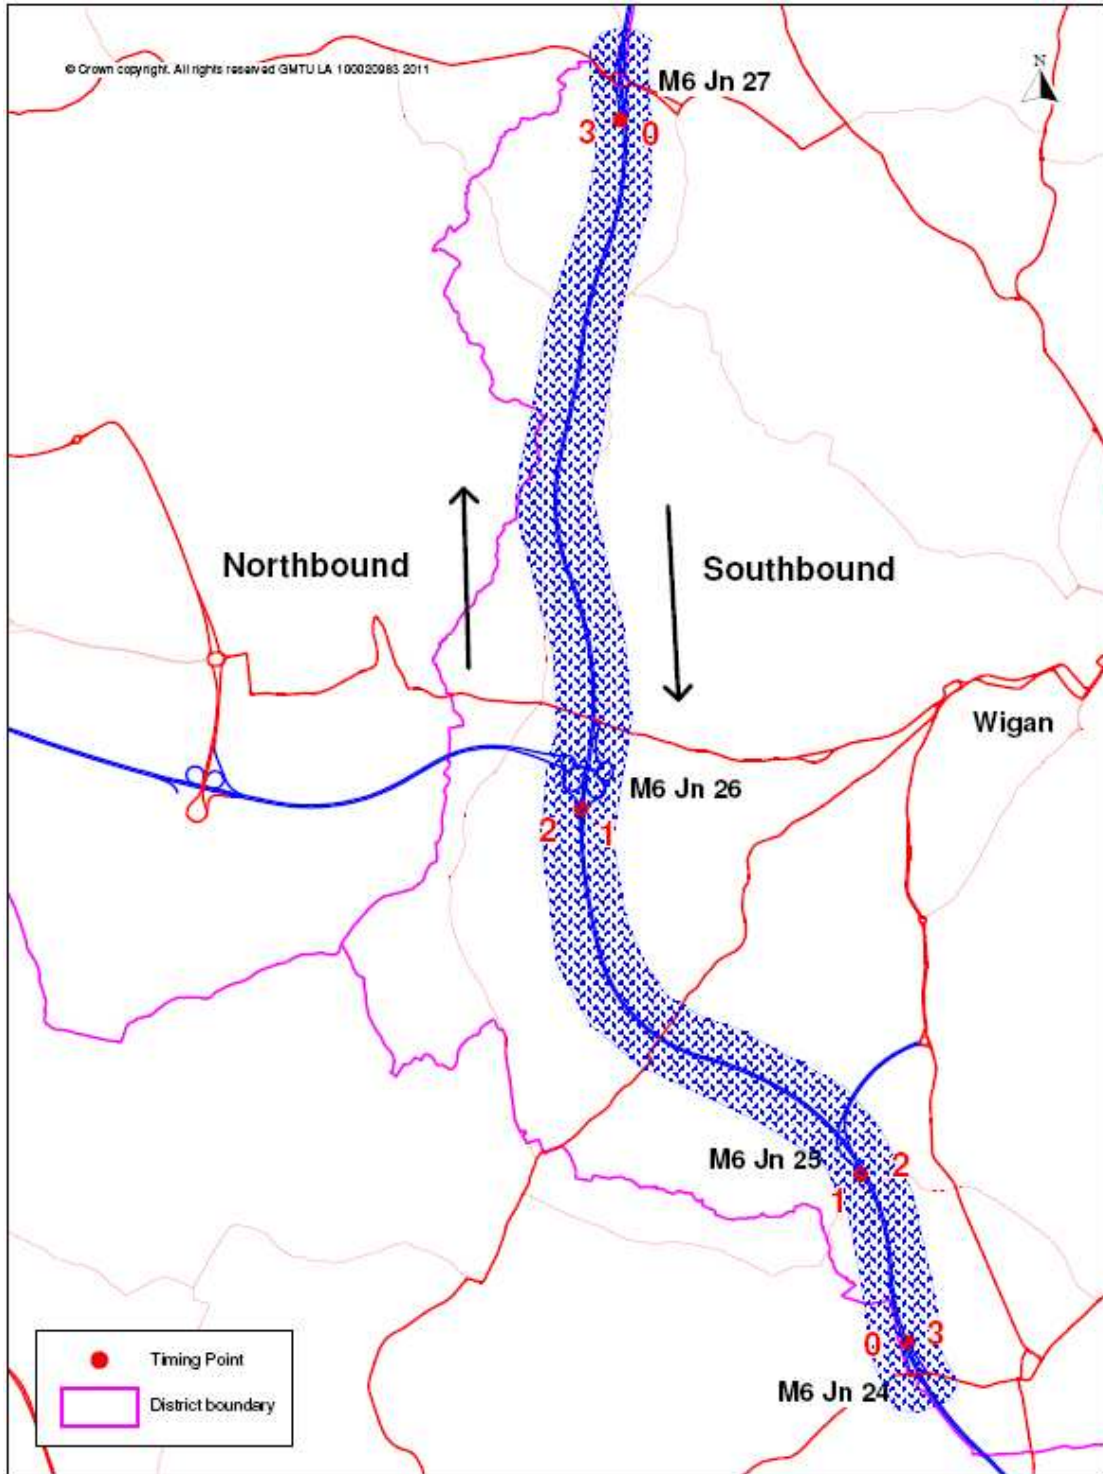 © Crown copyright. All rights reserved GMTU LA 100020983 2011
N
M6 Jn 27
3 0
Northbound
Southbound
Wigan
M6 Jn 26
2 1
M6 Jn 25
2
1
0 3
M6 Jn 24
Timing Point
District boundary